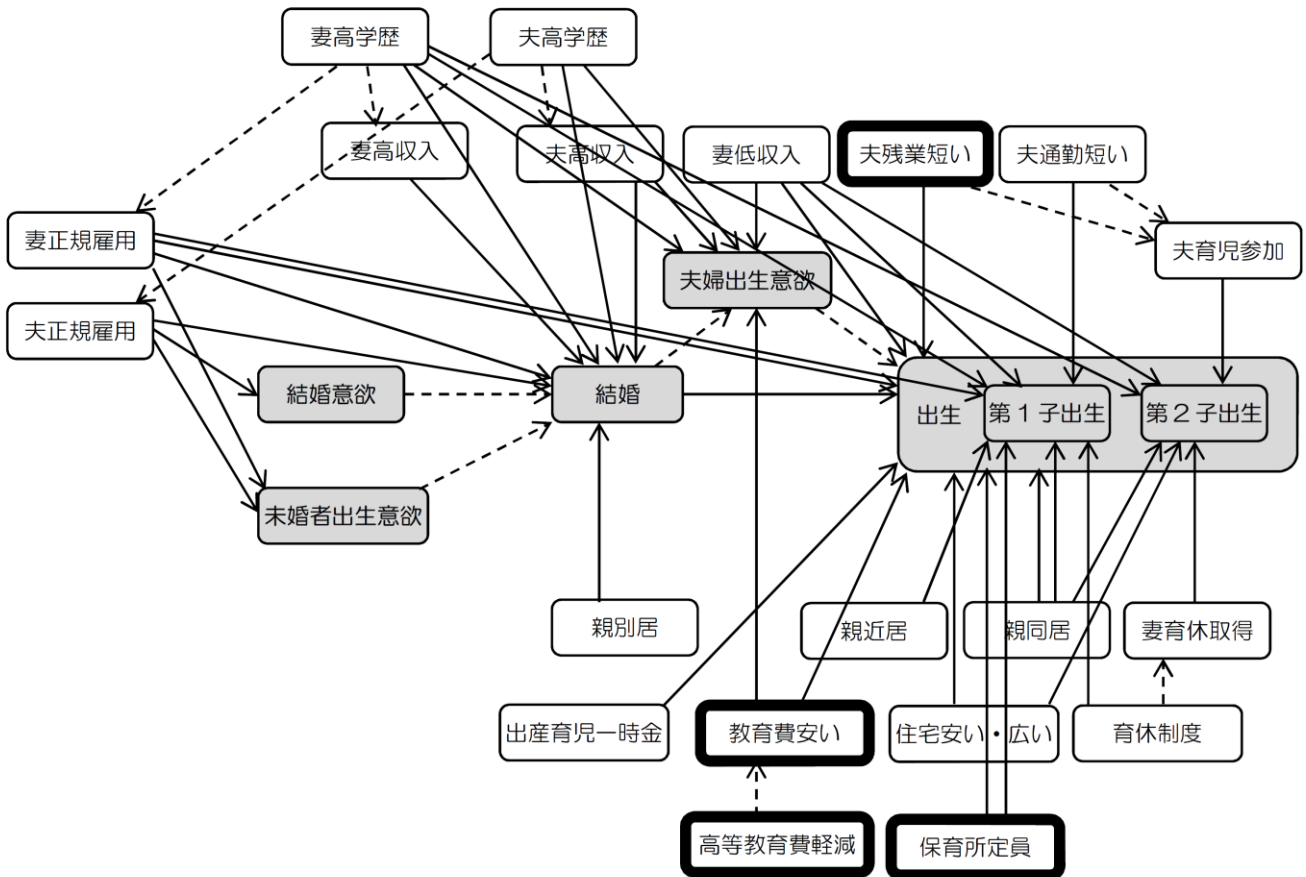 妻高学歴
夫高学歴
妻高収入
夫高収入
妻低収入
夫残業短い
夫通勤短い
妻正規雇用
夫育児参加
夫婦出生意欲
夫正規雇用
結婚意欲
結婚
出生
第1子出生
第2子出生
未婚者出生意欲
親別居
親近居
親同居
妻育休取得
出産育児一時金
教育費安い
住宅安い・広い
育休制度
高等教育費軽減
保育所定員